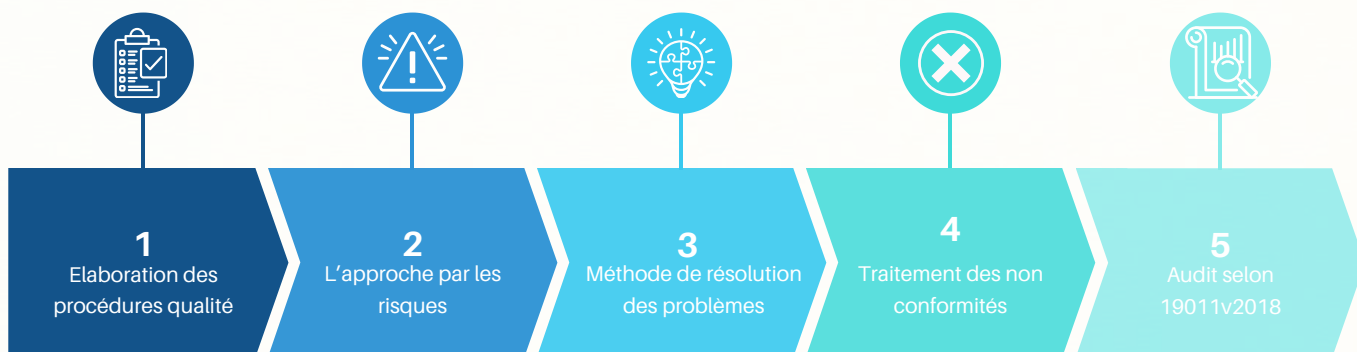 1
Elaboration des
procédures qualité
2
L'approche par les
risques
3
Méthode de résolution
des problèmes
4
Traitement des non
conformités
5
Audit selon
19011v2018